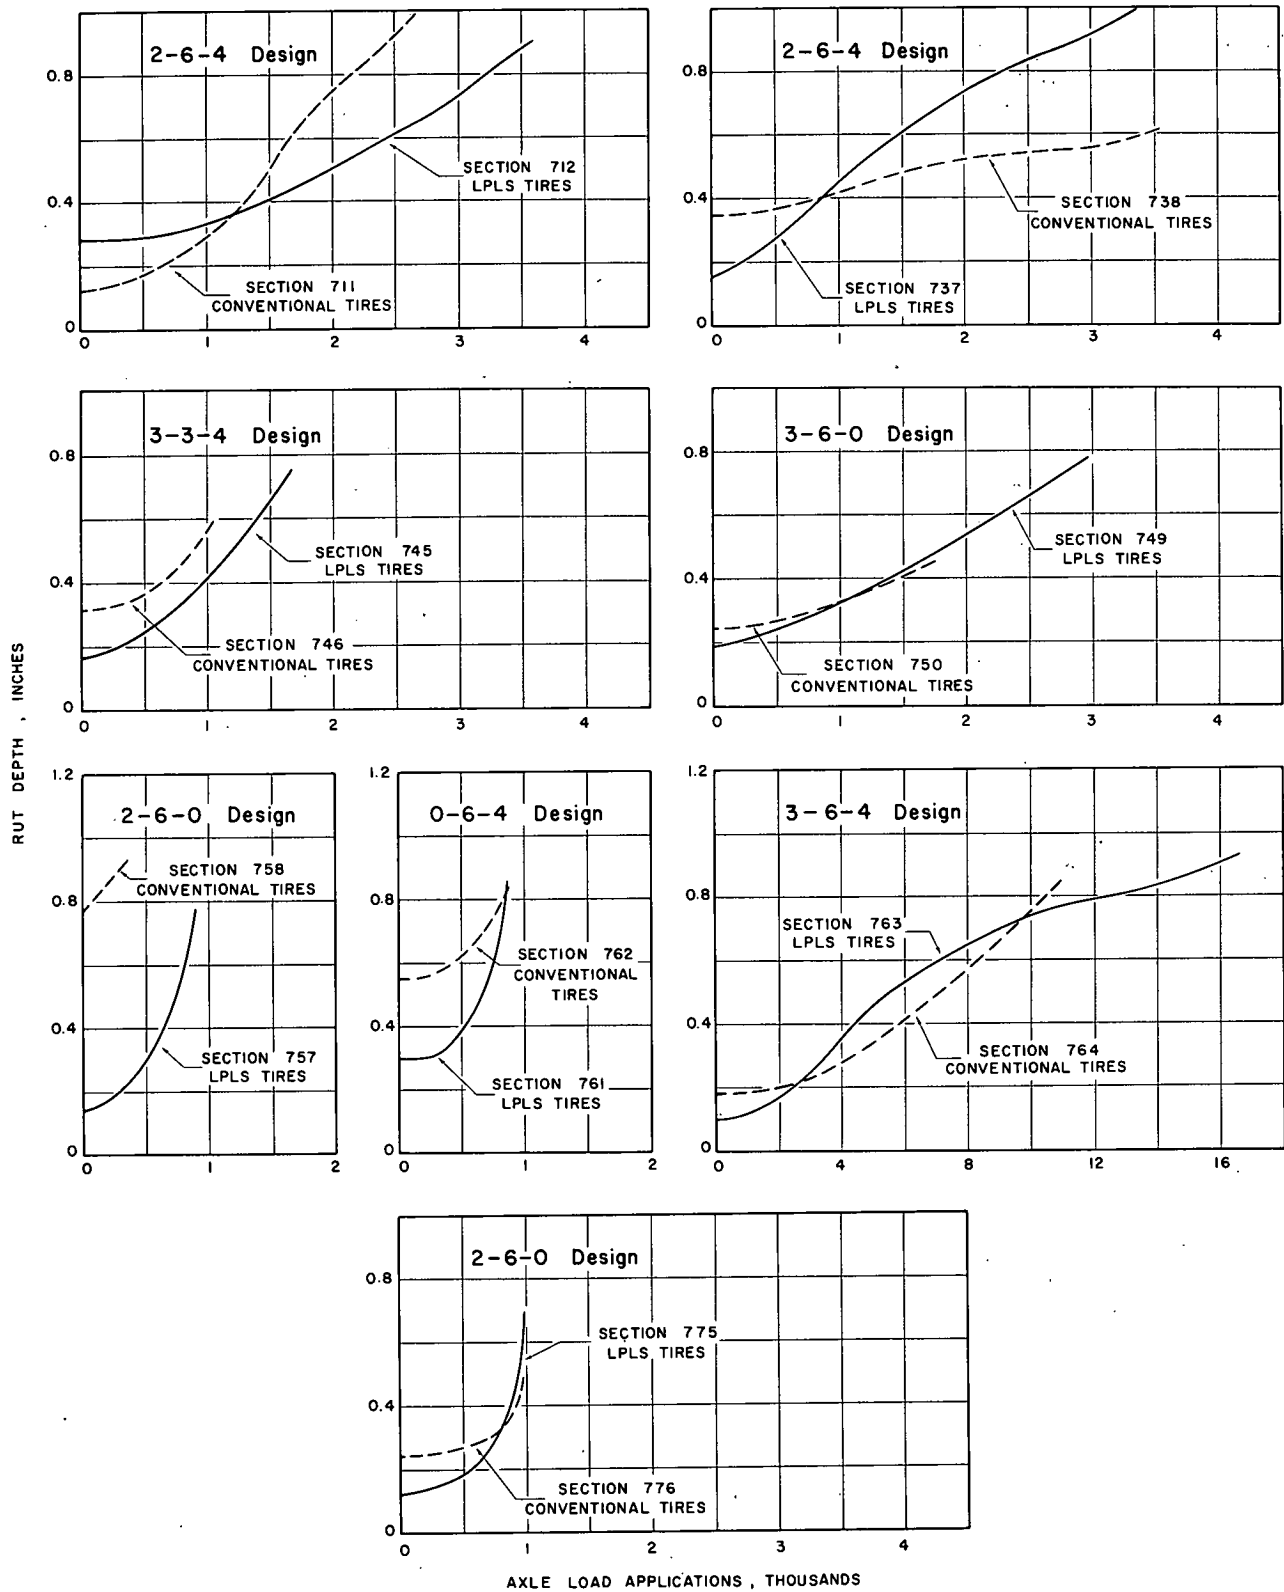 2-6-4 Design
0.8
0.4
0
0 1 2 3 4
SECTION 712
LPLS TIRES
SECTION 711
CONVENTIONAL TIRES
2-6-4 Design
0.8
0.4
0
0 1 2 3 4
SECTION 738
CONVENTIONAL TIRES
SECTION 737
LPLS TIRES
3-3-4 Design
0.8
0.4
0
0 1 2 3 4
SECTION 745
LPLS TIRES
SECTION 746
CONVENTIONAL TIRES
3-6-0 Design
0.8
0.4
0
0 1 2 3 4
SECTION 749
LPLS TIRES
SECTION 750
CONVENTIONAL TIRES
RUT DEPTH , INCHES
1.2
2-6-0 Design
0.8
0.4
0
0 1 2
SECTION 758
CONVENTIONAL TIRES
SECTION 757
LPLS TIRES
1.2
0-6-4 Design
0.8
0.4
0
0 1 2
SECTION 762
CONVENTIONAL
TIRES
SECTION 761
LPLS TIRES
1.2
3-6-4 Design
0.8
0.4
0
0 4 8 12 16
SECTION 763
LPLS TIRES
SECTION 764
CONVENTIONAL TIRES
2-6-0 Design
0.8
0.4
0
0 1 2 3 4
SECTION 775
LPLS TIRES
SECTION 776
CONVENTIONAL TIRES
AXLE LOAD APPLICATIONS , THOUSANDS